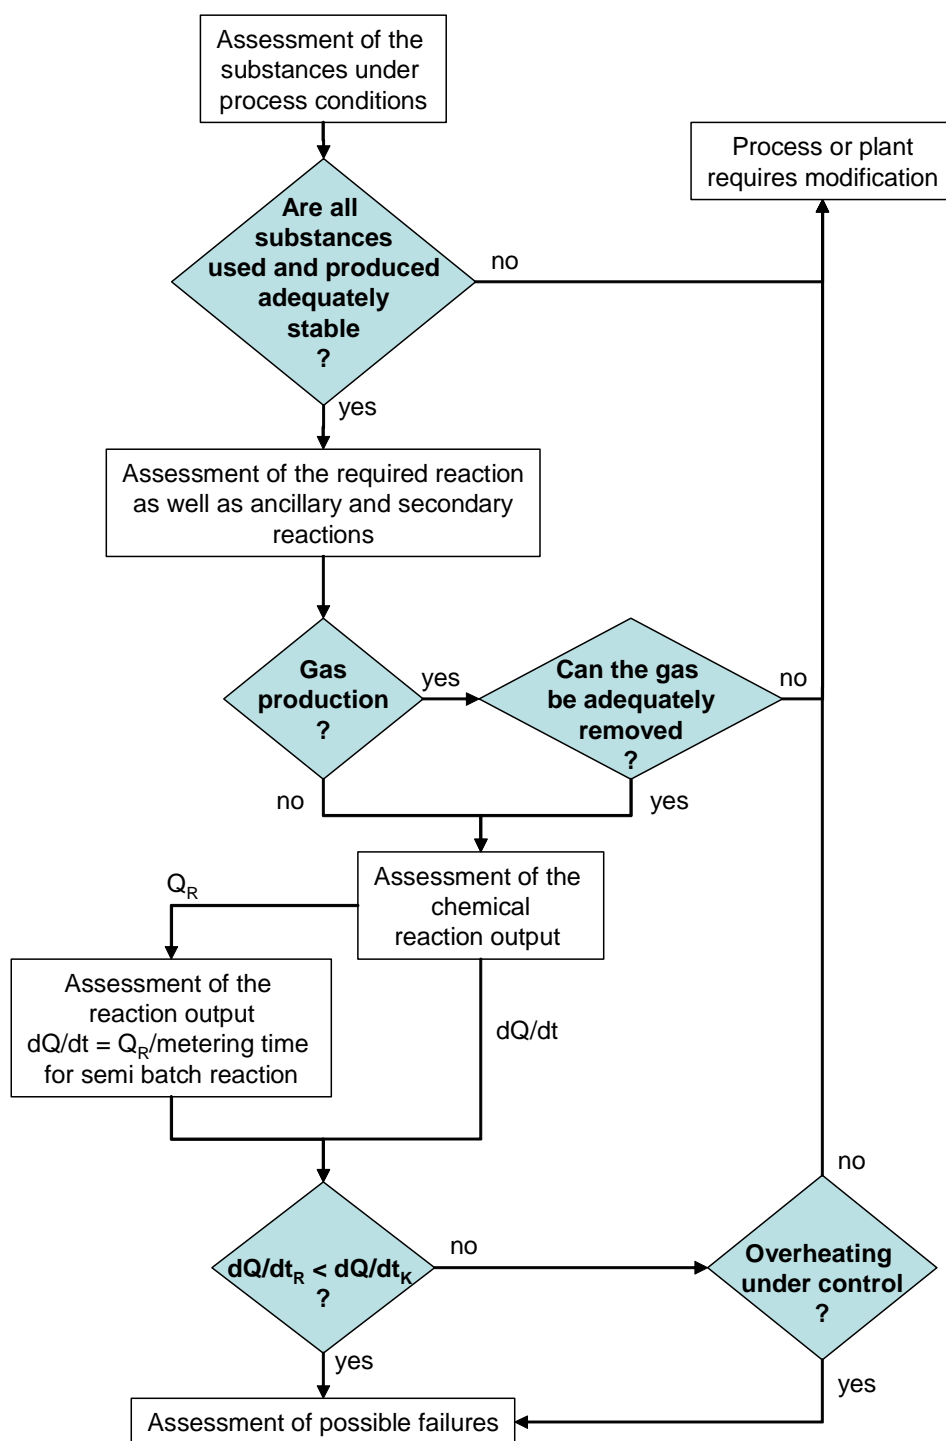 Assessment of the
substances under
process conditions
Process or plant
requires modification
Are all
substances
used and produced
adequately
stable
?
no
yes
Assessment of the required reaction
as well as ancillary and secondary
reactions
Gas
production
?
yes
Can the gas
be adequately
removed
?
no
no
yes
Assessment of the
chemical
reaction output
Q_R
Assessment of the
reaction output
dQ/dt = Q_R/metering time
for semi batch reaction
dQ/dt
dQ/dt_R < dQ/dt_K
?
no
Overheating
under control
?
no
yes
yes
Assessment of possible failures